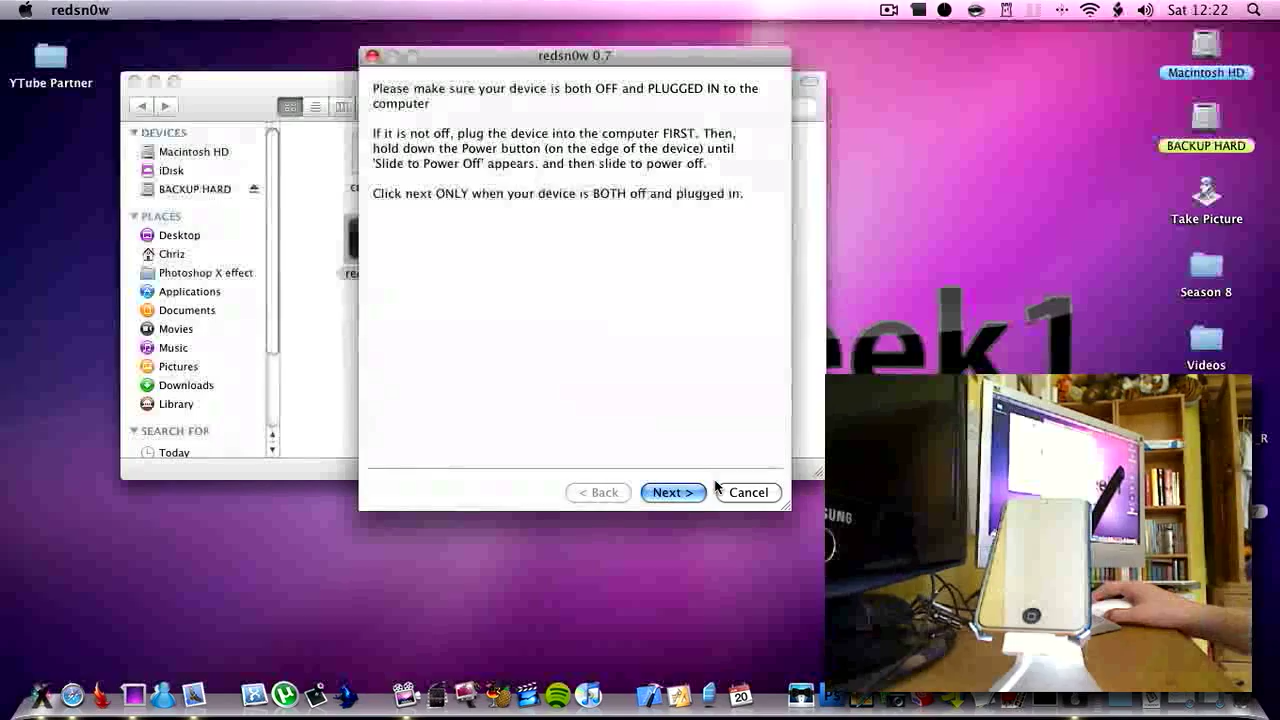 redsn0w
Sat 12:22
YTube Partner
redsn0w 0.7
Please make sure your device is both OFF and PLUGGED IN to the
computer
If it is not off, plug the device into the computer FIRST. Then,
hold down the Power button (on the edge of the device) until
'Slide to Power Off' appears, and then slide to power off.
Click next ONLY when your device is BOTH off and plugged in.
< Back
Next >
Cancel
DEVICES
Macintosh HD
iDisk
BACKUP HARD
PLACES
Desktop
Chriz
Photoshop X effect
Applications
Documents
Movies
Music
Pictures
Downloads
Library
SEARCH FOR
Today
Macintosh HD
BACKUP HARD
Take Picture
Season 8
Videos
eek1
20